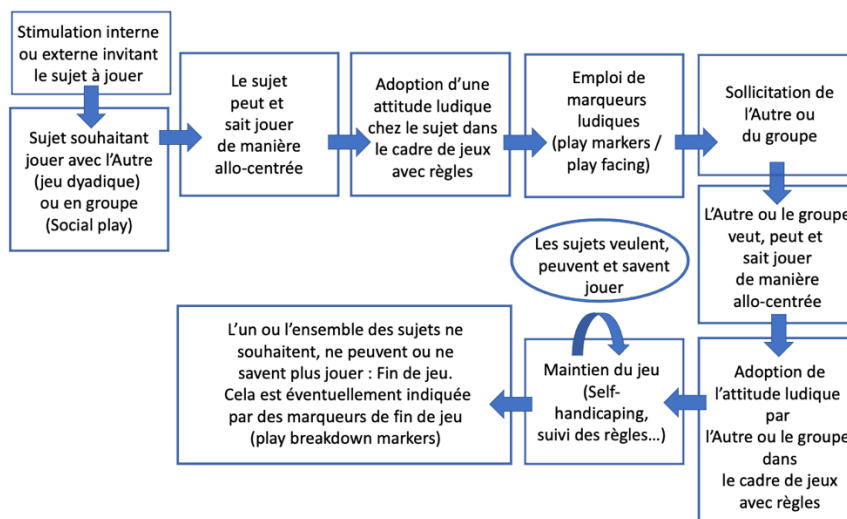 Stimulation interne
ou externe invitant
le sujet à jouer
Sujet souhaitant
jouer avec l'Autre
(jeu dyadique)
ou en groupe
(Social play)
Le sujet
peut et
sait jouer
de manière
allo-centrée
Adoption d'une
attitude ludique
chez le sujet dans
le cadre de jeux
avec règles
Emploi de
marqueurs
ludiques
(play markers /
play facing)
Sollicitation de
l'Autre ou
du groupe
L'Autre ou le groupe
veut, peut et
sait jouer
de manière
allo-centrée
Adoption de
l'attitude ludique
par
l'Autre ou le groupe
dans
le cadre de jeux
avec règles
Les sujets veulent,
peuvent et savent
jouer
Maintien du jeu
(Self-
handicaping,
suivi des règles…)
L'un ou l'ensemble des sujets ne
souhaitent, ne peuvent ou ne
savent plus jouer : Fin de jeu.
Cela est éventuellement indiquée
par des marqueurs de fin de jeu
(play breakdown markers)